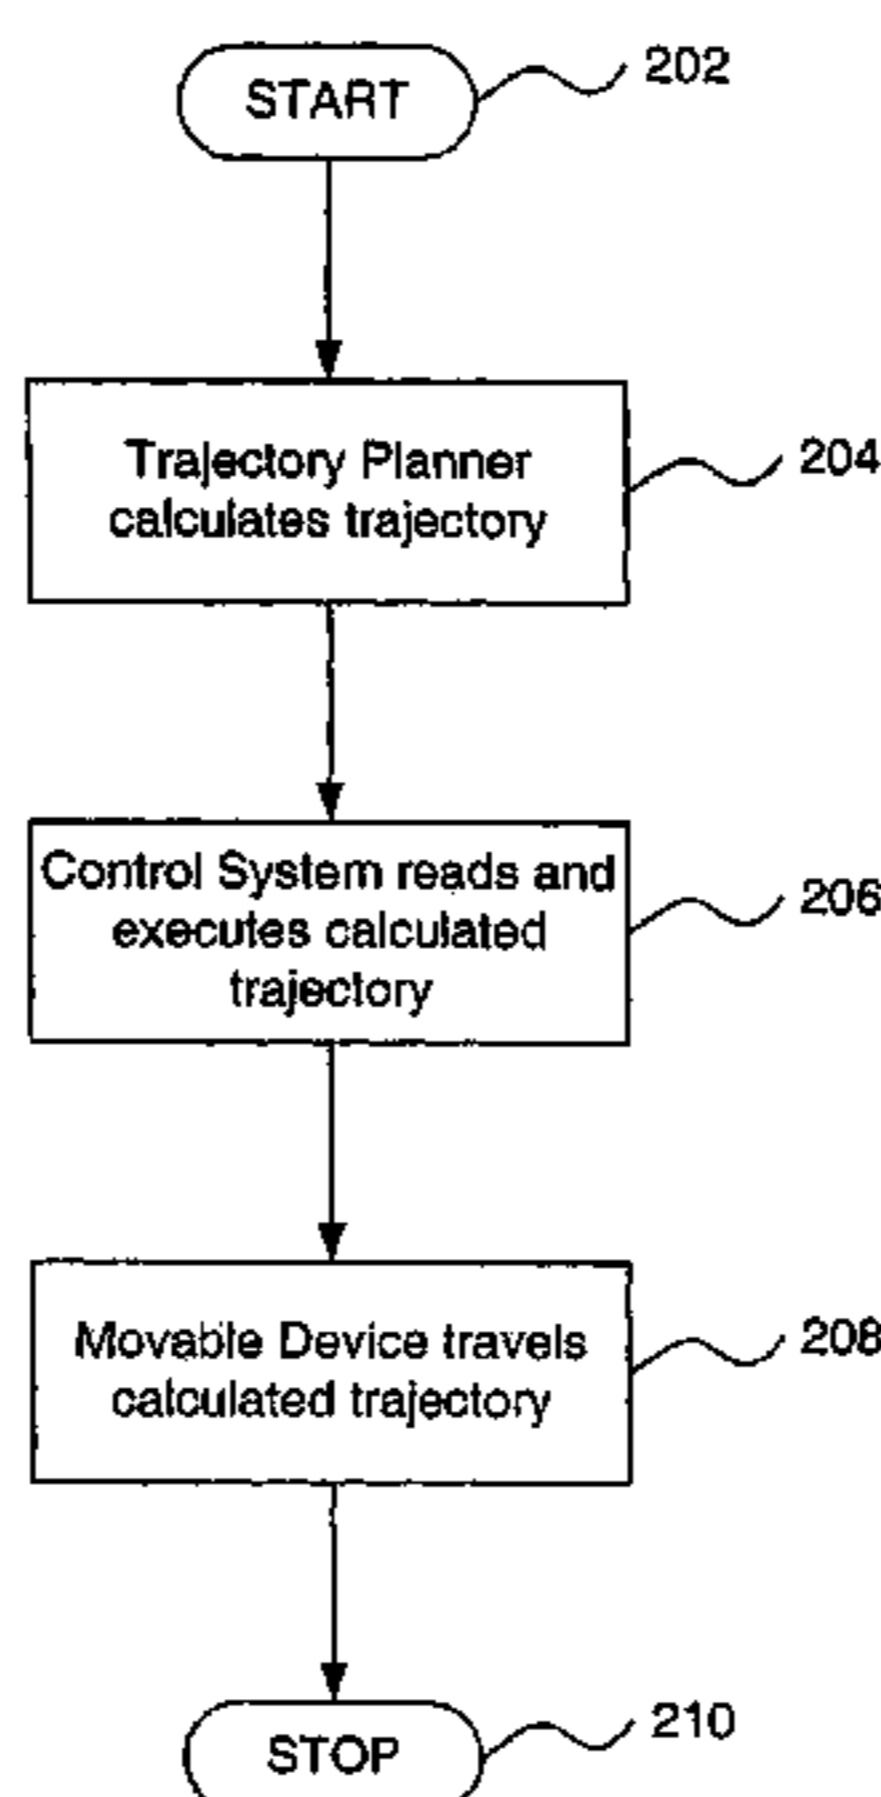 START
202
Trajectory Planner
calculates trajectory
204
Control System reads and
executes calculated
trajectory
206
Movable Device travels
calculated trajectory
208
STOP
210